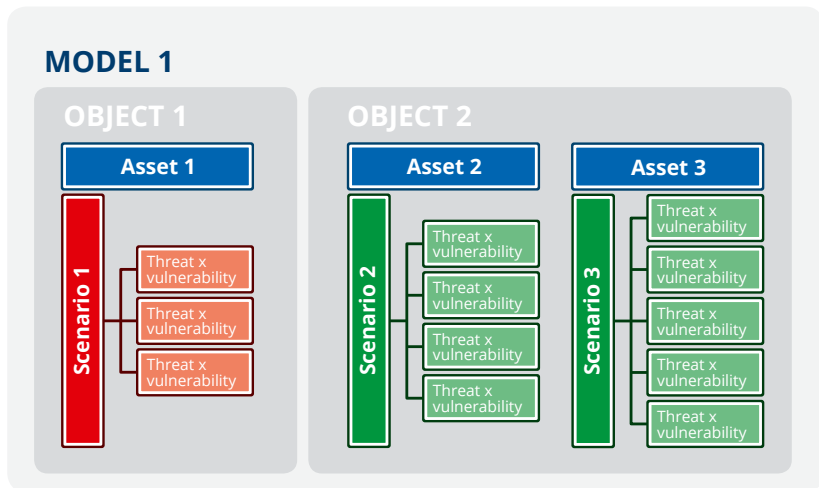 MODEL 1
OBJECT 1
Asset 1
Scenario 1
Threat x
vulnerability
Threat x
vulnerability
Threat x
vulnerability
OBJECT 2
Asset 2
Scenario 2
Threat x
vulnerability
Threat x
vulnerability
Threat x
vulnerability
Threat x
vulnerability
Asset 3
Scenario 3
Threat x
vulnerability
Threat x
vulnerability
Threat x
vulnerability
Threat x
vulnerability
Threat x
vulnerability